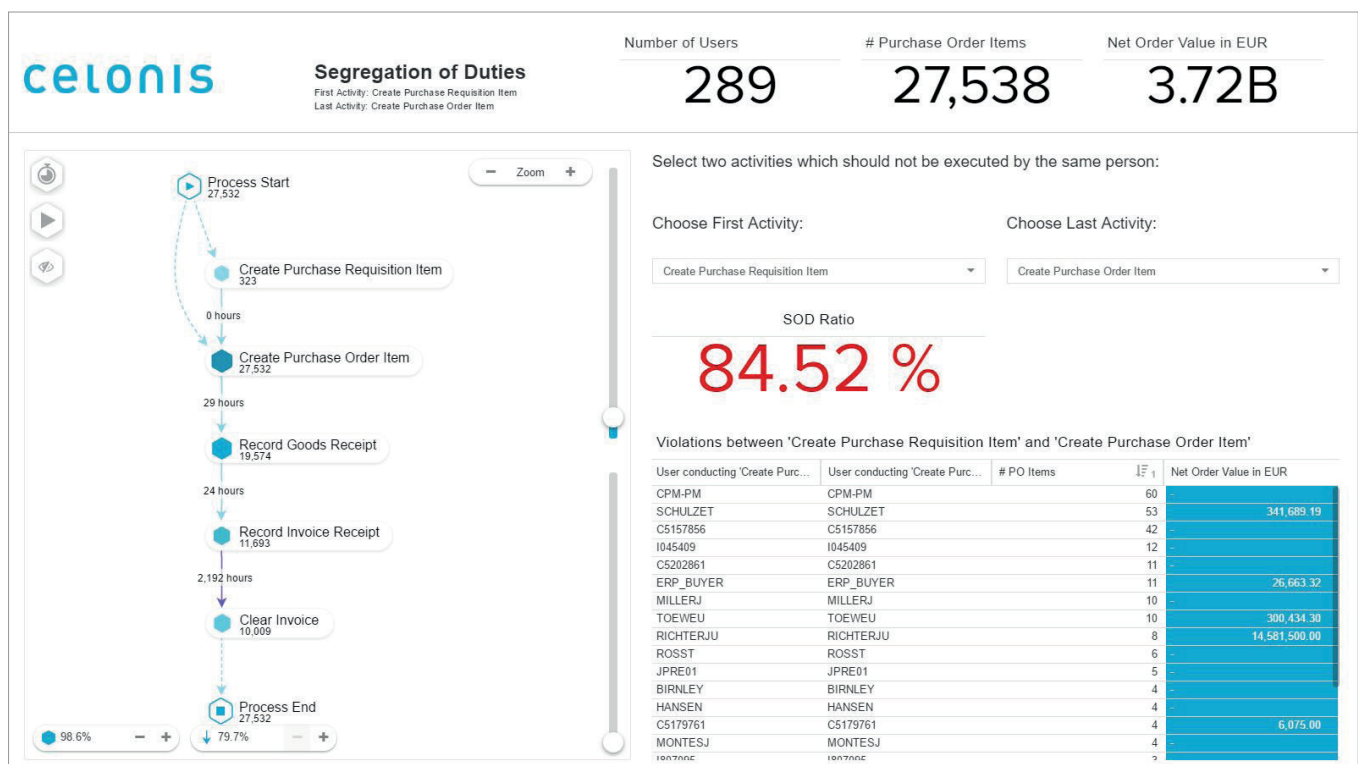 celonis
Segregation of Duties
First Activity: Create Purchase Requisition Item
Last Activity: Create Purchase Order Item
Number of Users
289
# Purchase Order Items
27,538
Net Order Value in EUR
3.72B
Zoom
Process Start
27,532
Create Purchase Requisition Item
323
0 hours
Create Purchase Order Item
27,532
29 hours
Record Goods Receipt
19,574
24 hours
Record Invoice Receipt
11,693
2,192 hours
Clear Invoice
10,009
Process End
27,532
98.6%
79.7%
Select two activities which should not be executed by the same person:
Choose First Activity:
Create Purchase Requisition Item
Choose Last Activity:
Create Purchase Order Item
SOD Ratio
84.52 %
Violations between 'Create Purchase Requisition Item' and 'Create Purchase Order Item'
User conducting 'Create Purc... User conducting 'Create Purc... # PO Items 1 Net Order Value in EUR
CPM-PM CPM-PM 60 -
SCHULZET SCHULZET 53 341,689.19
C5157856 C5157856 42 -
I045409 I045409 12 -
C5202861 C5202861 11 -
ERP_BUYER ERP_BUYER 11 26,663.32
MILLERJ MILLERJ 10 -
TOEWEU TOEWEU 10 300,434.30
RICHTERJU RICHTERJU 8 14,581,500.00
ROSST ROSST 6 -
JPRE01 JPRE01 5 -
BIRNLEY BIRNLEY 4 -
HANSEN HANSEN 4 -
C5179761 C5179761 4 6,075.00
MONTESJ MONTESJ 4 -